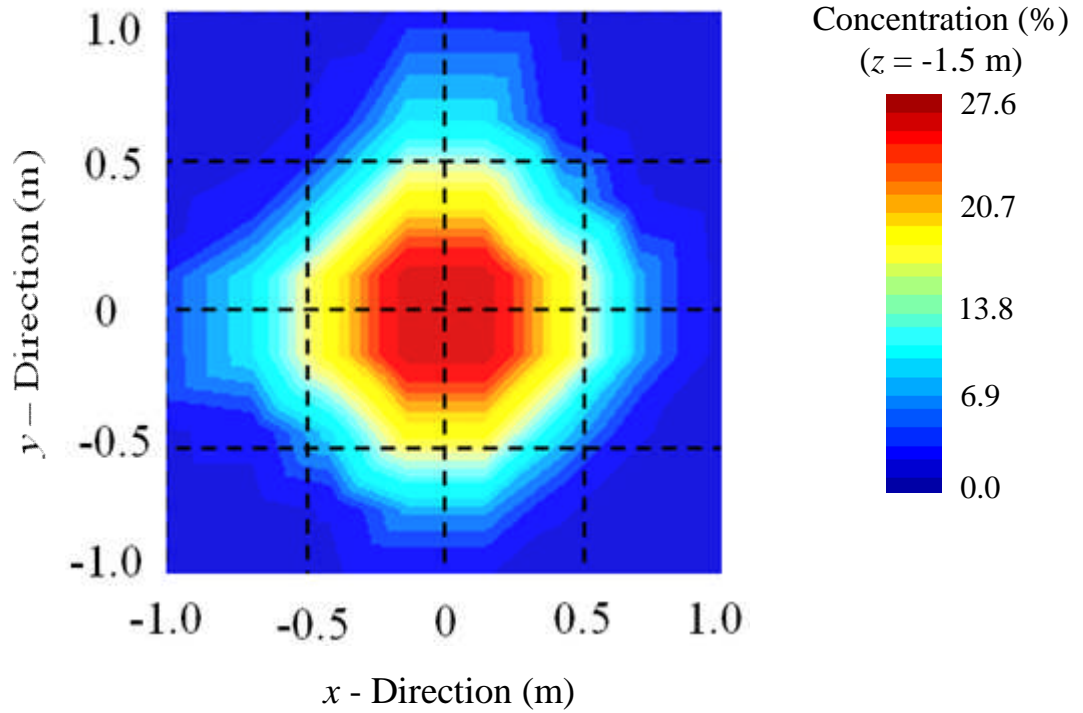 Concentration (%)
(z = -1.5 m)
27.6
20.7
13.8
6.9
0.0
y – Direction (m)
1.0
0.5
0
-0.5
-1.0
-1.0 -0.5 0 0.5 1.0
x - Direction (m)